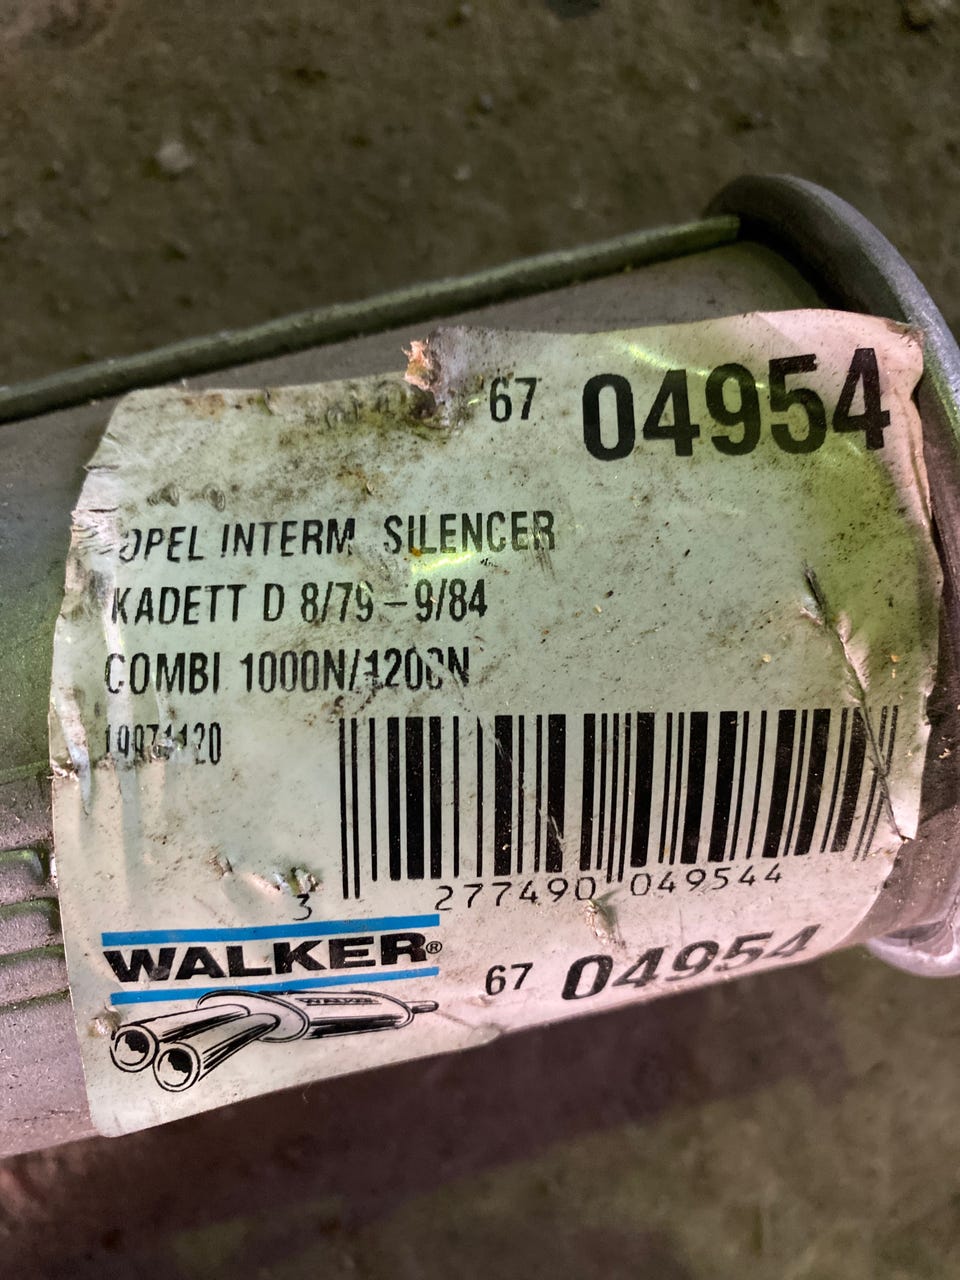 67 04954
OPEL INTERM SILENCER
KADETT D 8/79-9/84
COMBI 1000N/1200N
3 277490 049544
WALKER®
67 04954